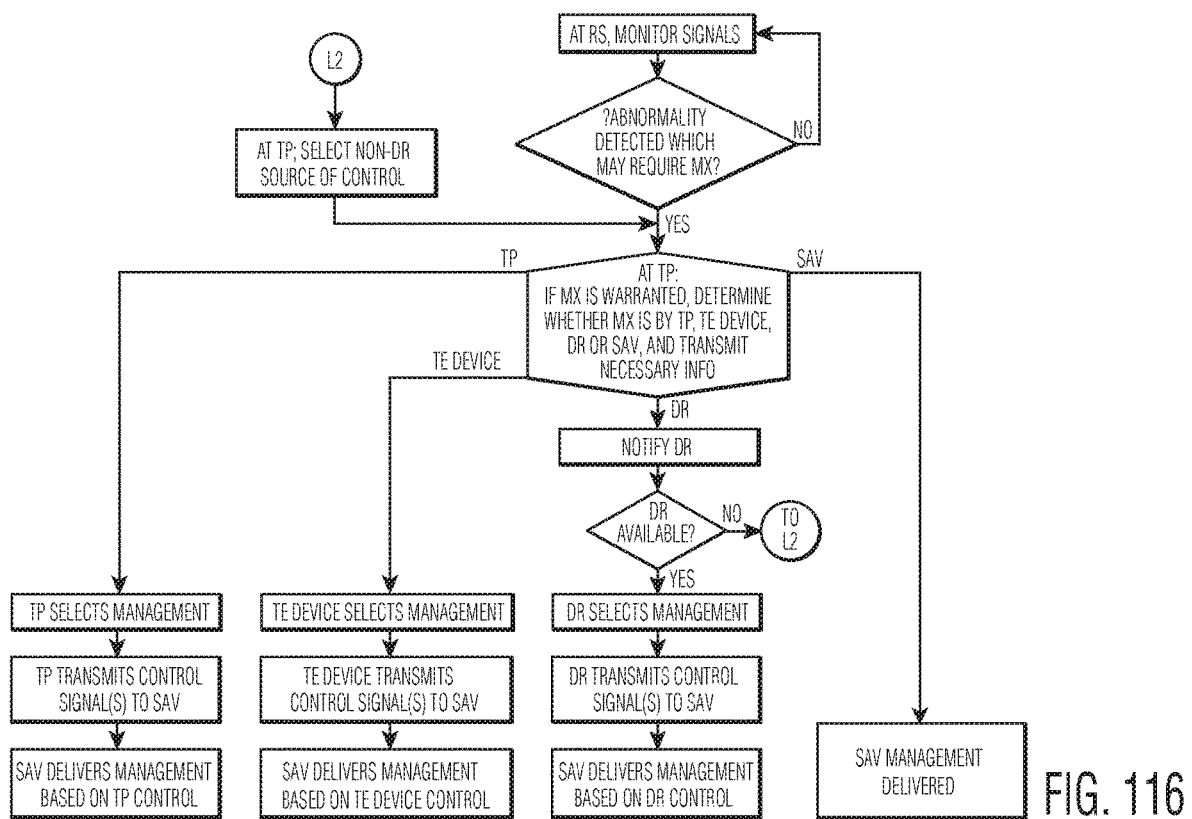 AT RS, MONITOR SIGNALS
L2
?ABNORMALITY
DETECTED WHICH
MAY REQUIRE MX?
NO
AT TP; SELECT NON-DR
SOURCE OF CONTROL
YES
TP
SAV
AT TP:
IF MX IS WARRANTED, DETERMINE
WHETHER MX IS BY TP, TE DEVICE,
DR OR SAV, AND TRANSMIT
NECESSARY INFO
TE DEVICE
DR
NOTIFY DR
DR
AVAILABLE?
NO
TO
L2
YES
TP SELECTS MANAGEMENT
TE DEVICE SELECTS MANAGEMENT
DR SELECTS MANAGEMENT
TP TRANSMITS CONTROL
SIGNAL(S) TO SAV
TE DEVICE TRANSMITS
CONTROL SIGNAL(S) TO SAV
DR TRANSMITS CONTROL
SIGNAL(S) TO SAV
SAV DELIVERS MANAGEMENT
BASED ON TP CONTROL
SAV DELIVERS MANAGEMENT
BASED ON TE DEVICE CONTROL
SAV DELIVERS MANAGEMENT
BASED ON DR CONTROL
SAV MANAGEMENT
DELIVERED
FIG. 116